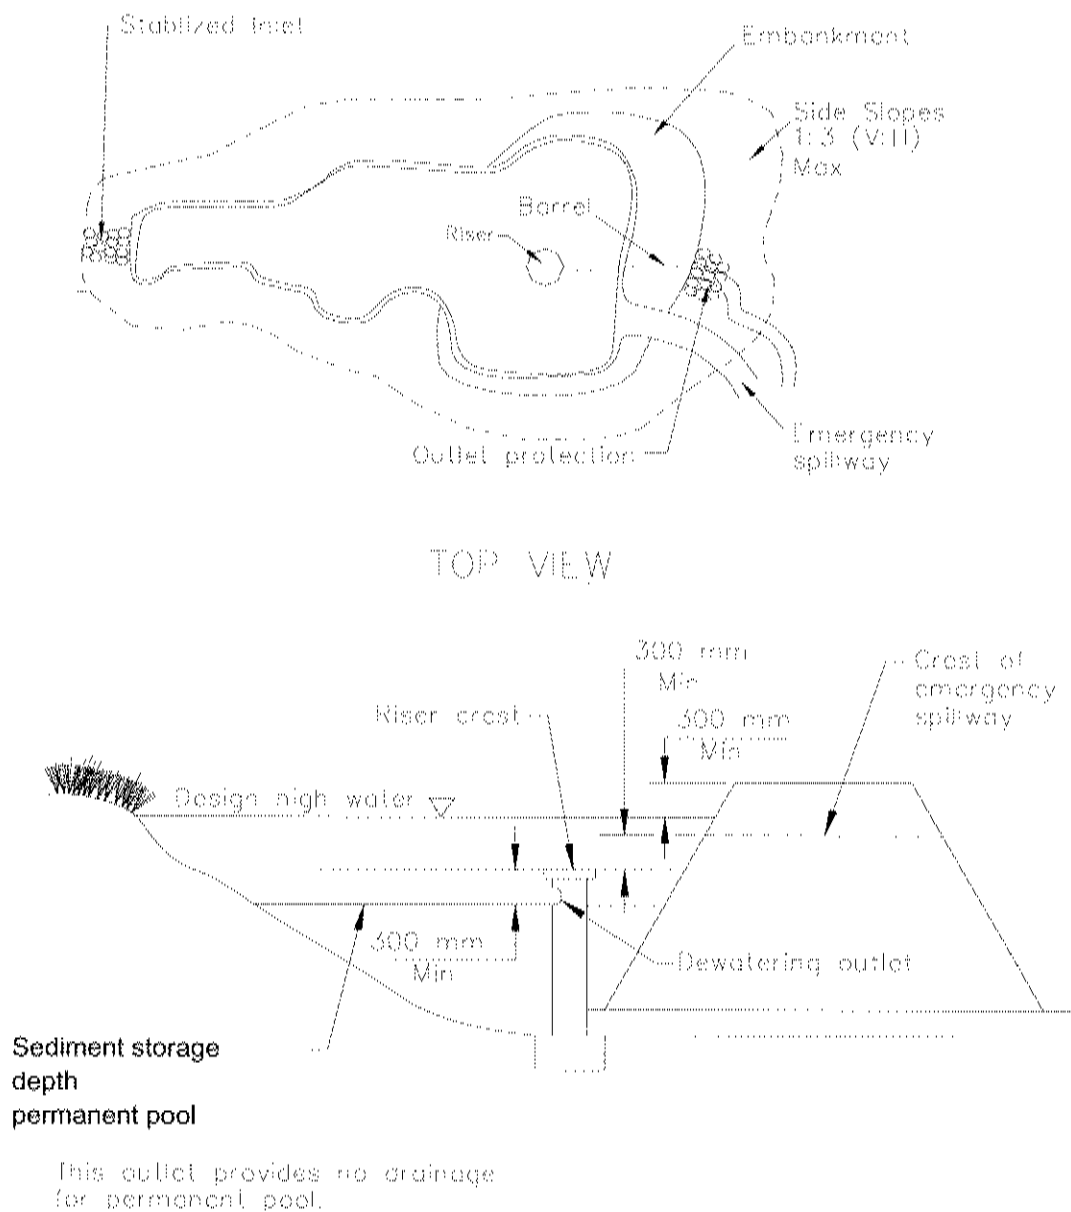 Stablized inlet
Embankment
Side Slopes
1:3 (V:H)
Max
Barrel
Riser
Emergency
spillway
Outlet protection
TOP VIEW
300 mm
Min
Crest of
emergency
spillway
Riser crest
300 mm
Min
Design high water
300 mm
Min
Dewatering outlet
Sediment storage
depth
permanent pool
This outlet provides no drainage
for permanent pool.